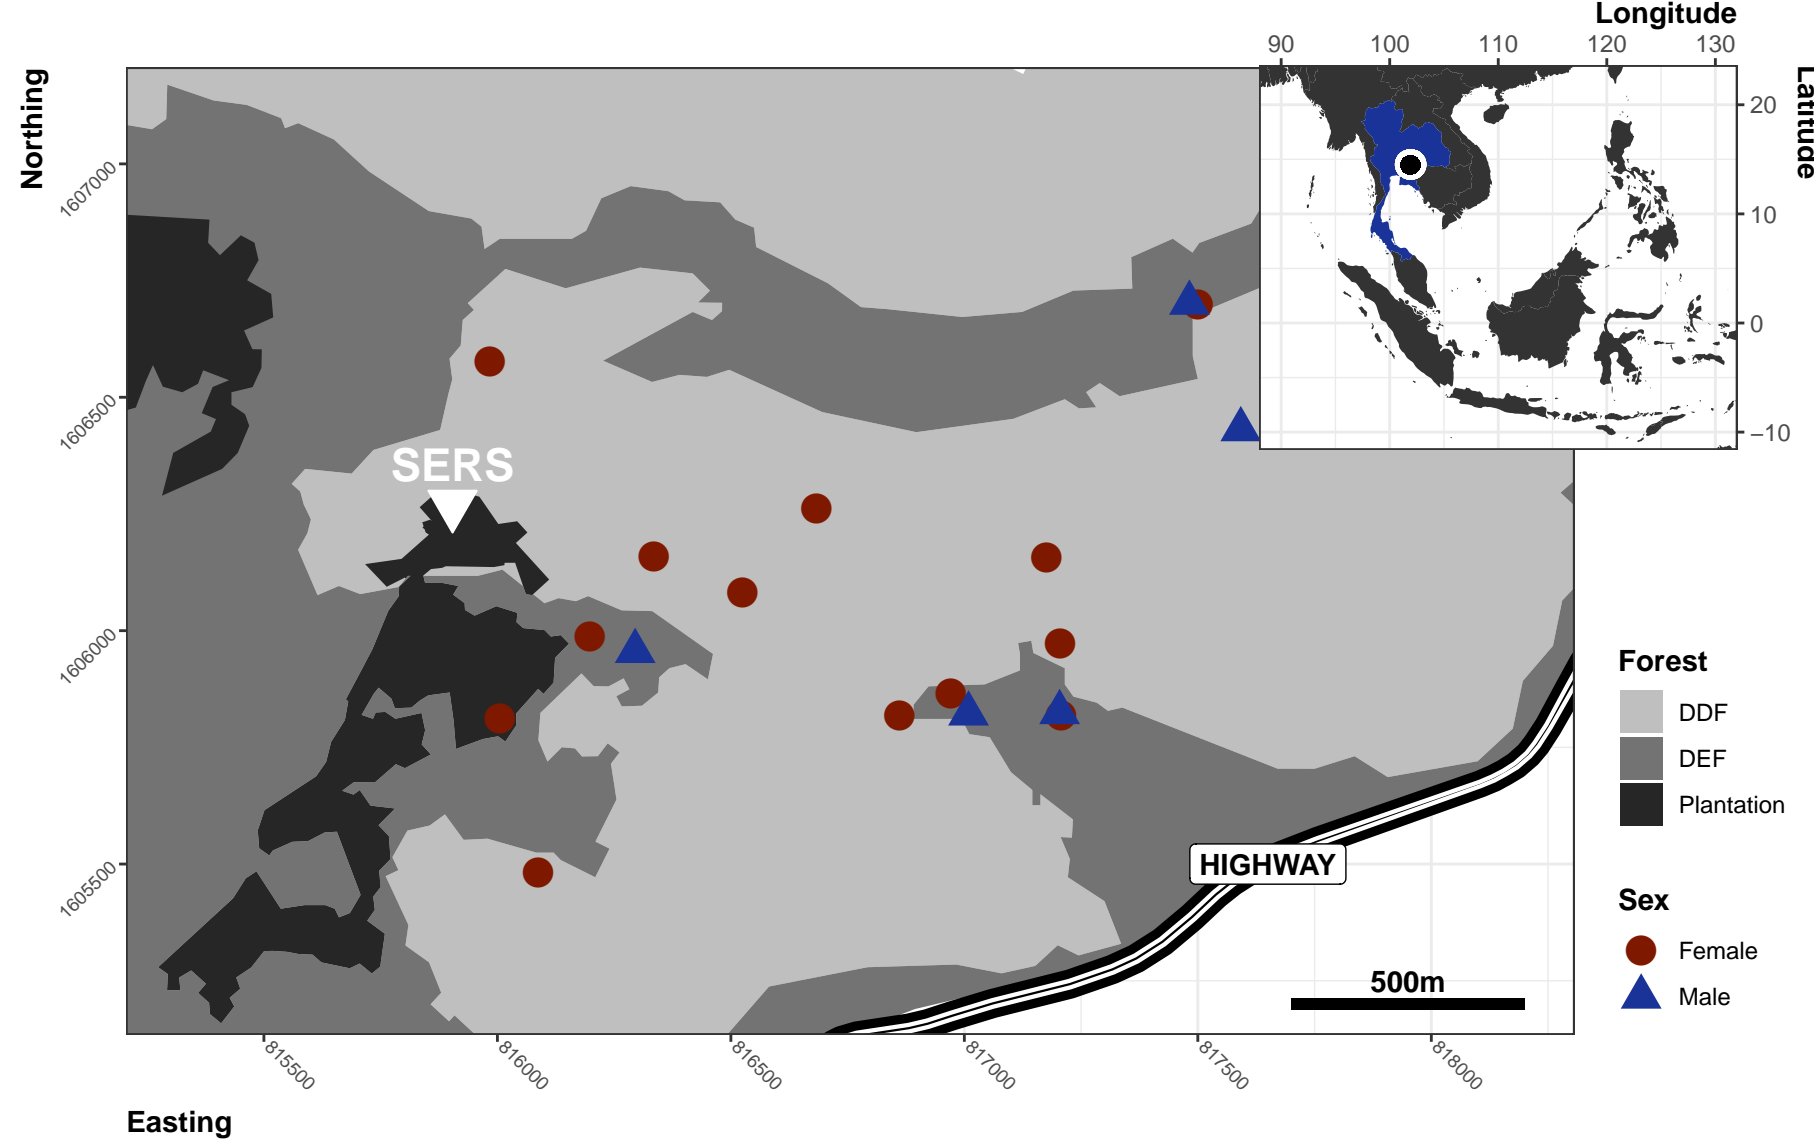 Longitude
90 100 110 120 130
Northing
Latitude
20
10
0
−10
1607000
1606500
1606000
1605500
SERS
HIGHWAY
500m
Forest
DDF
DEF
Plantation
Sex
Female
Male
815500 816000 816500 817000 817500 818000
Easting